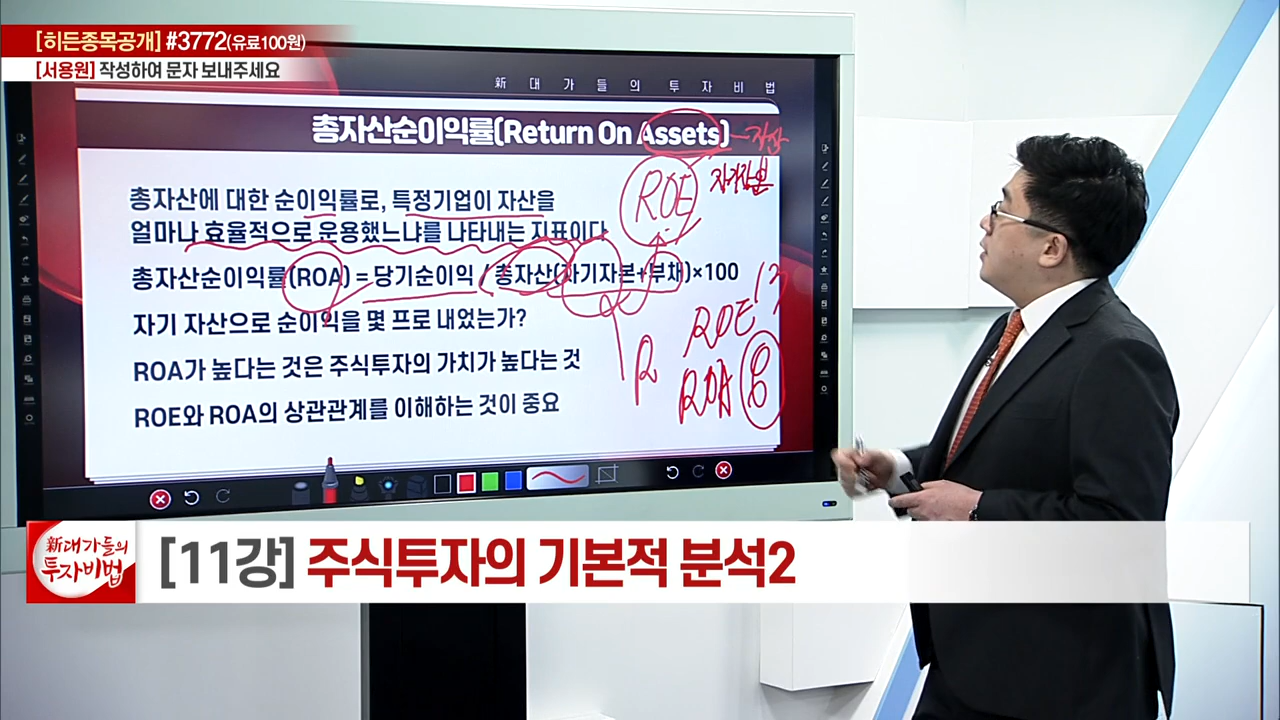 [히든종목공개] #3772(유료100원)
[서용원] 작성하여 문자 보내주세요
新 대 가 들 의 투 자 비 법
총자산순이익률(Return On Assets)
자산
ROE
자기자본
총자산에 대한 순이익률로, 특정기업이 자산을
얼마나 효율적으로 운용했느냐를 나타내는 지표이다
총자산순이익률(ROA) = 당기순이익 / 총자산(자기자본+부채)×100
자기 자산으로 순이익을 몇 프로 내었는가?
ROE
ROA가 높다는 것은 주식투자의 가치가 높다는 것
R
ROA
ROE와 ROA의 상관관계를 이해하는 것이 중요
新대가들의
투자비법
[11강] 주식투자의 기본적 분석2